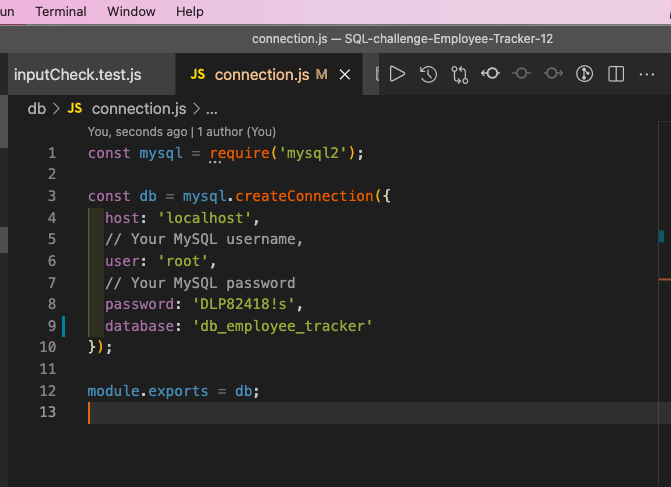 un Terminal Window Help
connection.js — SQL-challenge-Employee-Tracker-12
inputCheck.test.js JS connection.js M
db > JS connection.js > ...
You, seconds ago | 1 author (You)
1 const mysql = require('mysql2');
2
3 const db = mysql.createConnection({
4 host: 'localhost',
5 // Your MySQL username,
6 user: 'root',
7 // Your MySQL password
8 password: 'DLP82418!s',
9 database: 'db_employee_tracker'
10 });
11
12 module.exports = db;
13